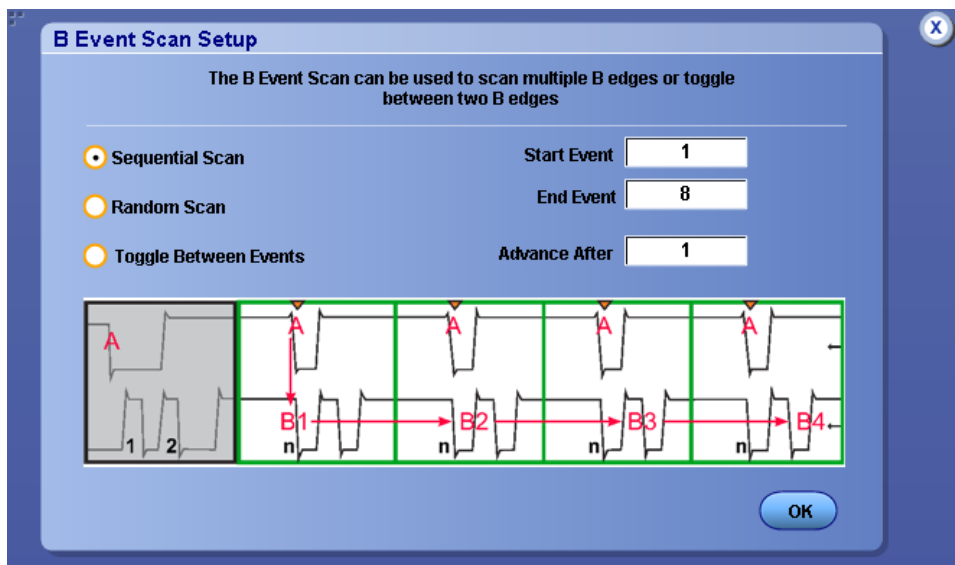 B Event Scan Setup
X
The B Event Scan can be used to scan multiple B edges or toggle
between two B edges
Sequential Scan
Start Event 1
Random Scan
End Event 8
Toggle Between Events
Advance After 1
A A A A A
B1 B2 B3 B4
1 2 n n n n
OK